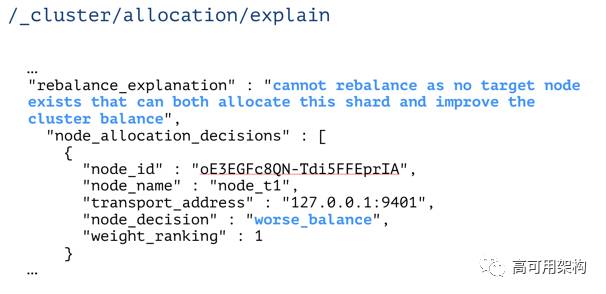 /_cluster/allocation/explain
…
"rebalance_explanation" : "cannot rebalance as no target node
exists that can both allocate this shard and improve the
cluster balance",
"node_allocation_decisions" : [
{
"node_id" : "oE3EGFc8QN-Tdi5FFEprIA",
"node_name" : "node_t1",
"transport_address" : "127.0.0.1:9401",
"node_decision" : "worse_balance",
"weight_ranking" : 1
}
…
高可用架构